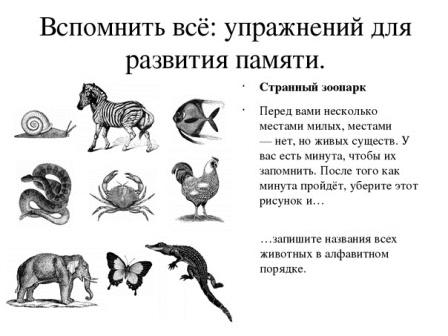 Вспомнить всё: упражнений для
развития памяти.
• Странный зоопарк
• Перед вами несколько
местами милых, местами
— нет, но живых существ. У
вас есть минута, чтобы их
запомнить. После того как
минута пройдёт, уберите этот
рисунок и…
…запишите названия всех
животных в алфавитном
порядке.